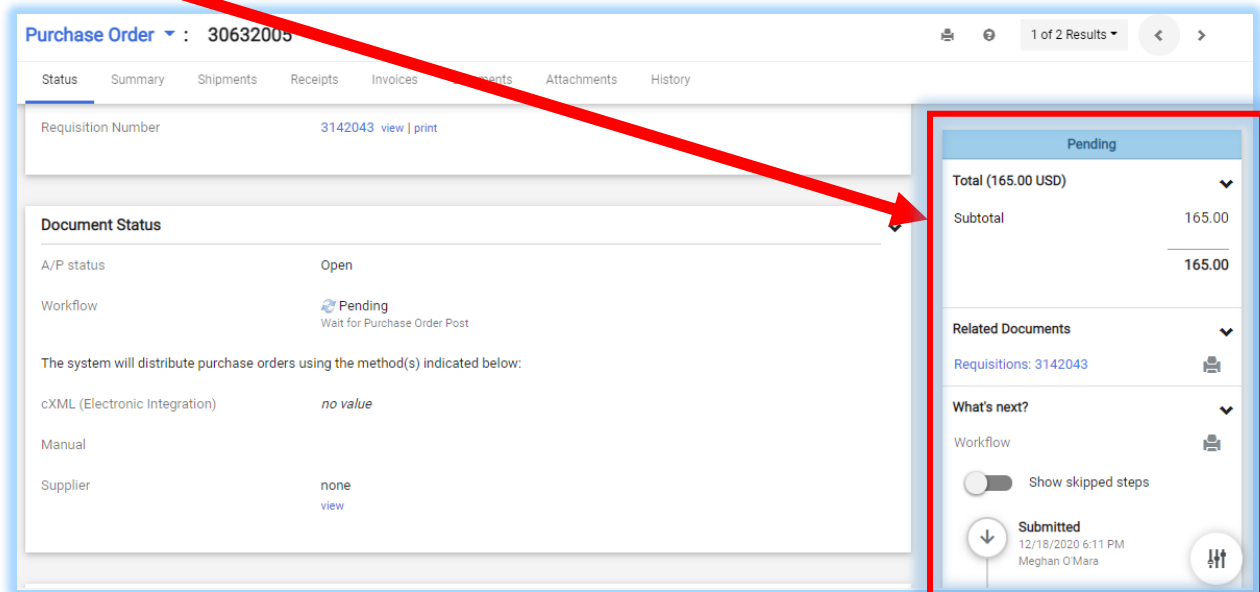 Purchase Order : 30632005
1 of 2 Results
Status Summary Shipments Receipts Invoices Attachments History
Requisition Number 3142043 view | print
Document Status
A/P status Open
Workflow Pending
Wait for Purchase Order Post
The system will distribute purchase orders using the method(s) indicated below:
cXML (Electronic Integration) no value
Manual
Supplier none
view
Pending
Total (165.00 USD)
Subtotal 165.00
165.00
Related Documents
Requisitions: 3142043
What's next?
Workflow
Show skipped steps
Submitted
12/18/2020 6:11 PM
Meghan O'Mara